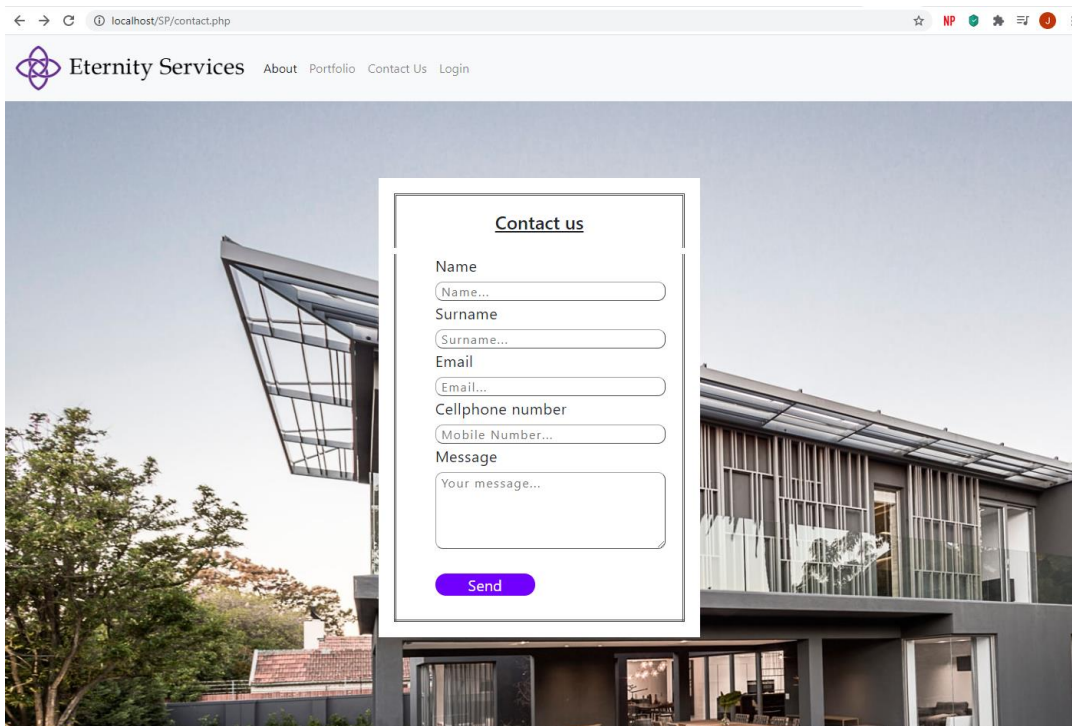 localhost/SP/contact.php
NP
J
Eternity Services About Portfolio Contact Us Login
Contact us
Name
Name...
Surname
Surname...
Email
Email...
Cellphone number
Mobile Number...
Message
Your message...
Send